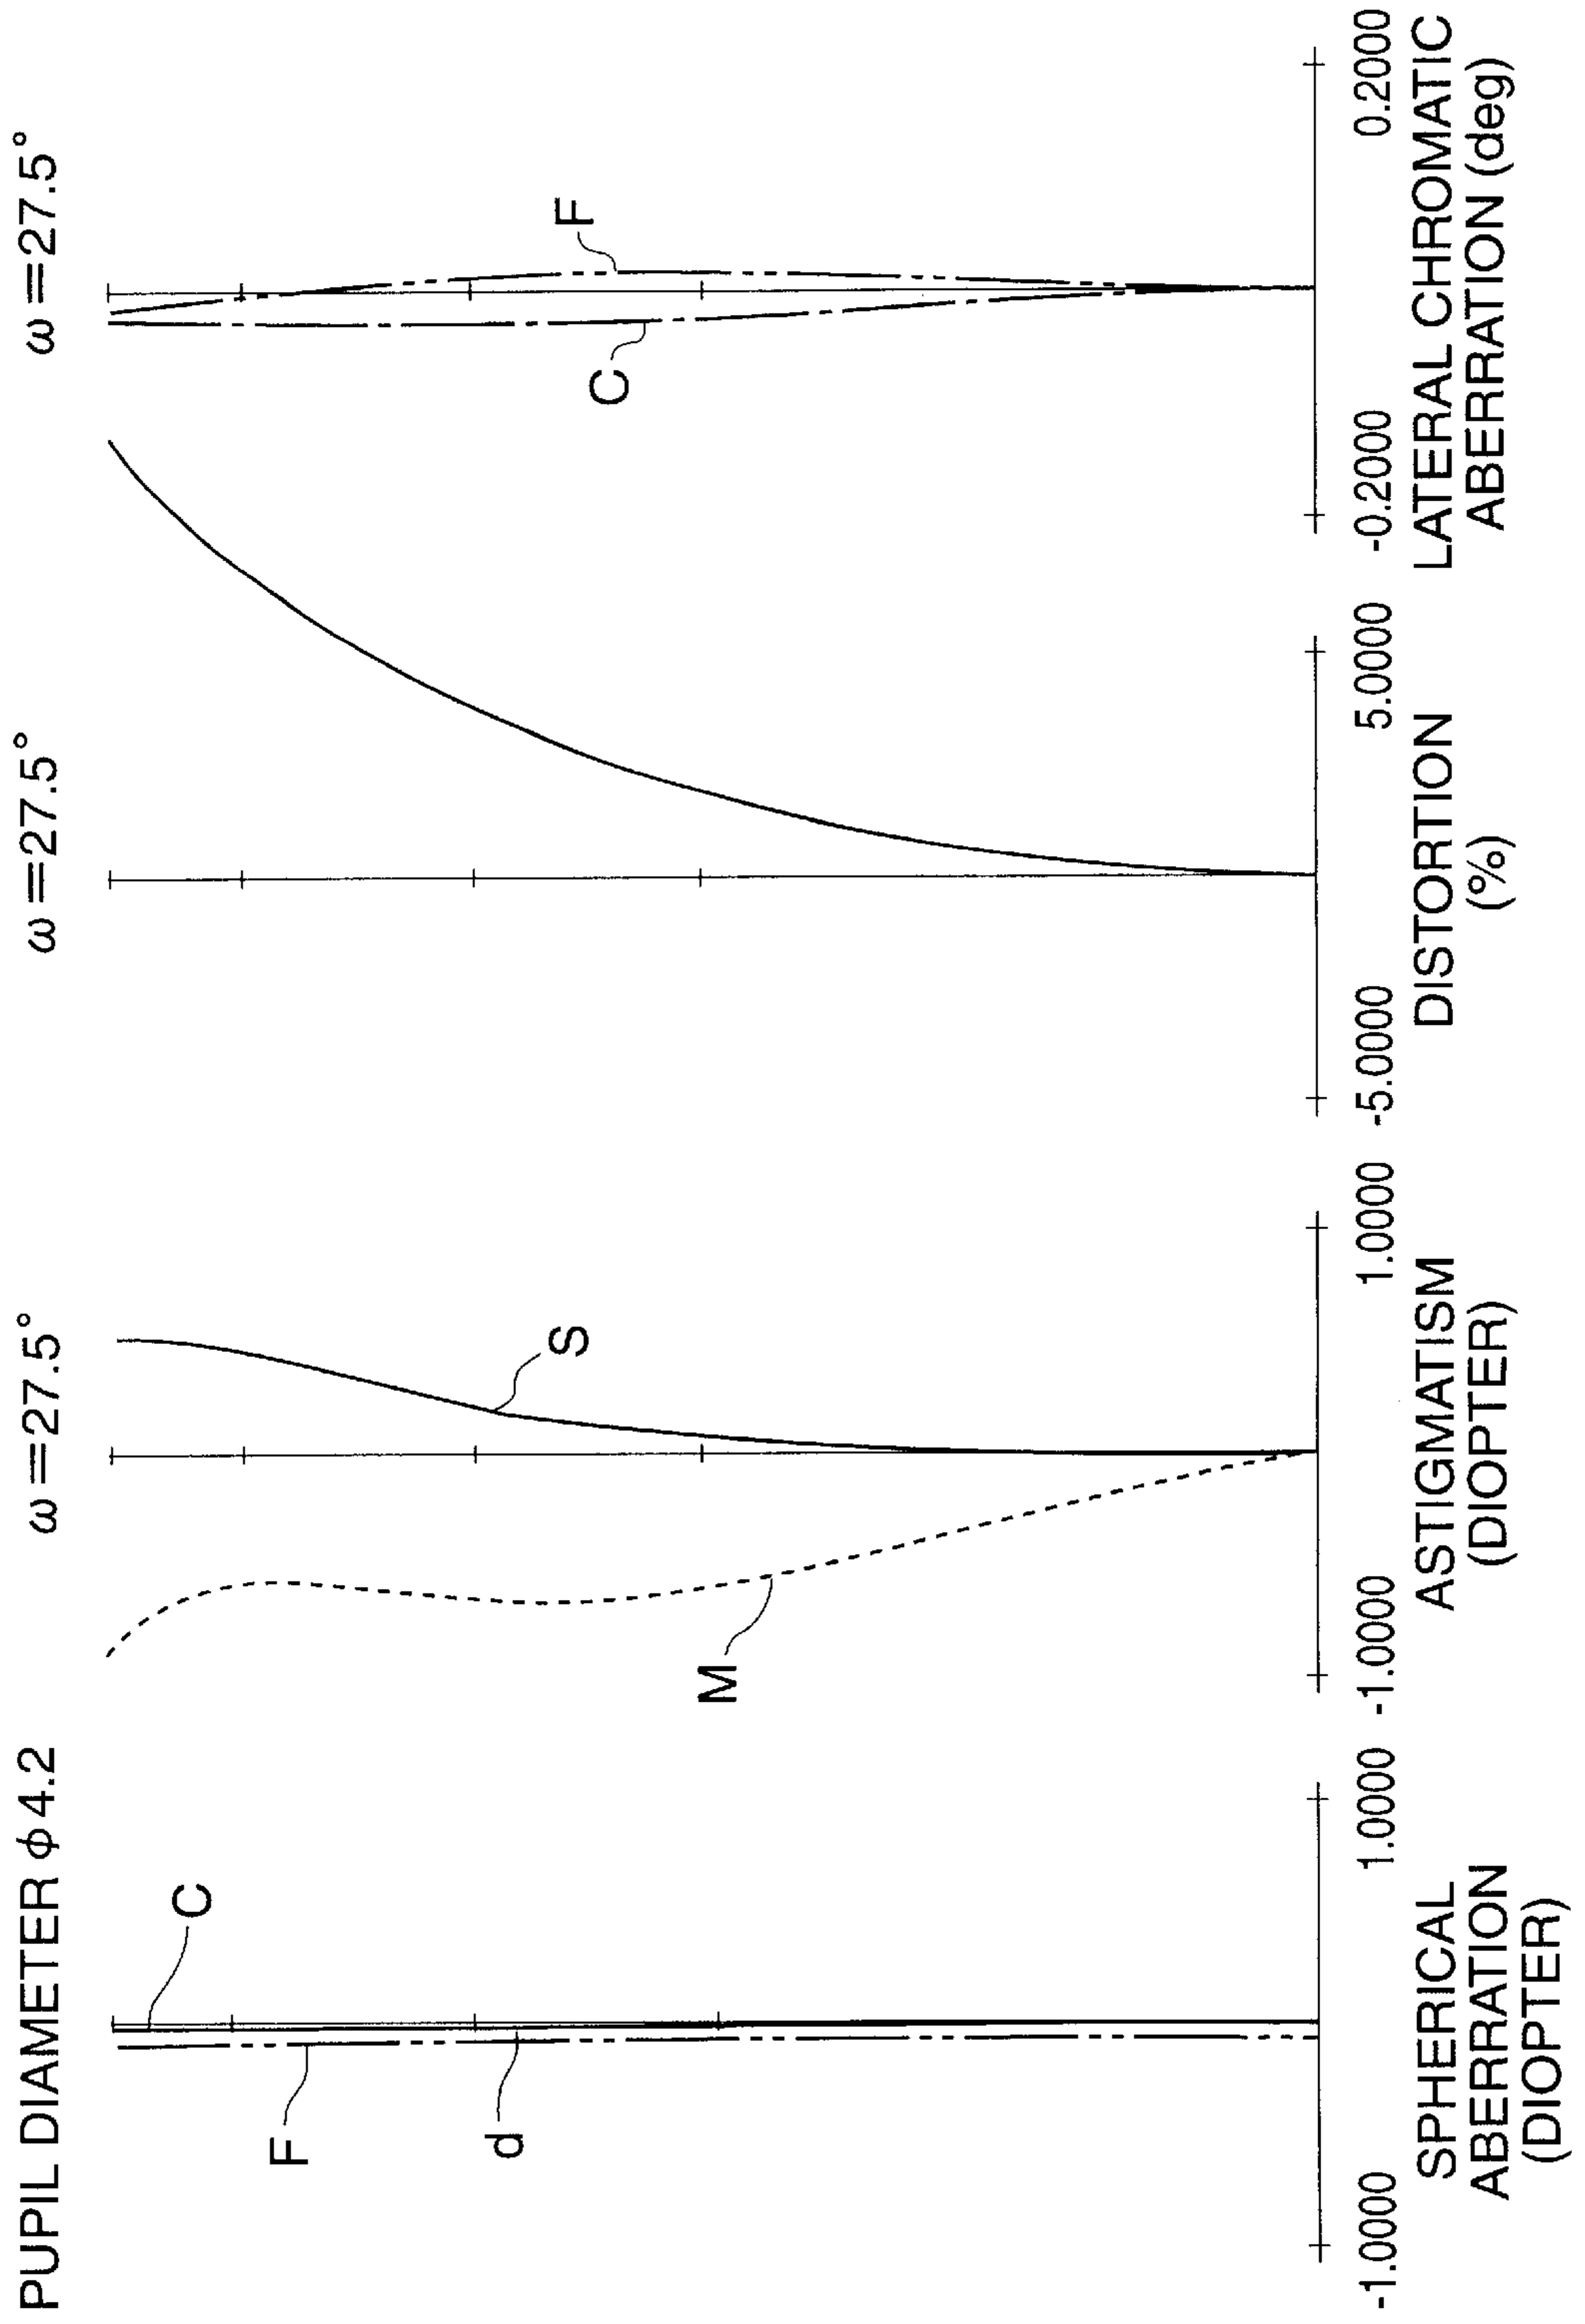 PUPIL DIAMETER φ4.2
C
F
d
-1.0000
1.0000
SPHERICAL
ABERRATION
(DIOPTER)
ω=27.5°
S
M
-1.0000
1.0000
ASTIGMATISM
(DIOPTER)
ω=27.5°
-5.0000
5.0000
DISTORTION
(%)
ω=27.5°
F
C
-0.2000
0.2000
LATERAL CHROMATIC
ABERRATION (deg)